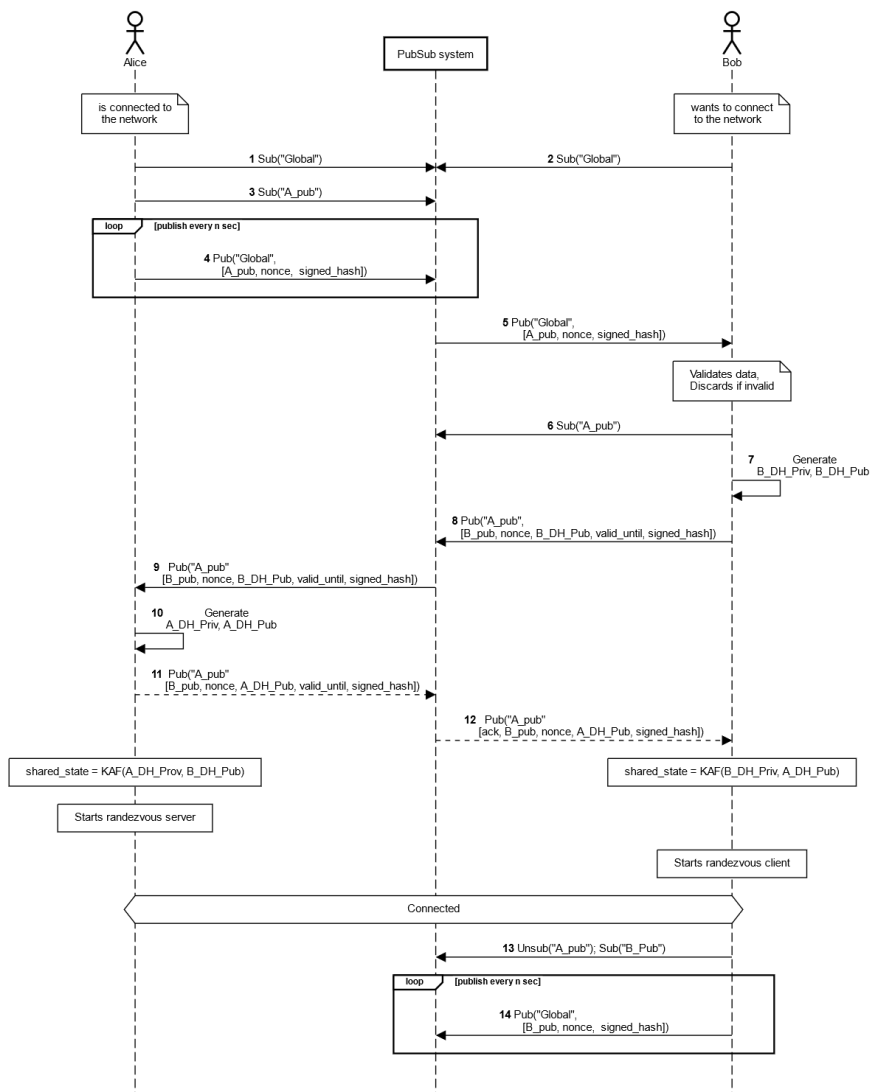 Alice
PubSub system
Bob
is connected to
the network
wants to connect
to the network
1 Sub("Global")
2 Sub("Global")
3 Sub("A_pub")
loop [publish every n sec]
4 Pub("Global",
[A_pub, nonce, signed_hash])
5 Pub("Global",
[A_pub, nonce, signed_hash])
Validates data,
Discards if invalid
6 Sub("A_pub")
7 Generate
B_DH_Priv, B_DH_Pub
8 Pub("A_pub",
[B_pub, nonce, B_DH_Pub, valid_until, signed_hash])
9 Pub("A_pub"
[B_pub, nonce, B_DH_Pub, valid_until, signed_hash])
10 Generate
A_DH_Priv, A_DH_Pub
11 Pub("A_pub"
[B_pub, nonce, A_DH_Pub, valid_until, signed_hash])
12 Pub("A_pub"
[ack, B_pub, nonce, A_DH_Pub, signed_hash])
shared_state = KAF(A_DH_Prov, B_DH_Pub)
shared_state = KAF(B_DH_Priv, A_DH_Pub)
Starts randezvous server
Starts randezvous client
Connected
13 Unsub("A_pub"); Sub("B_Pub")
loop [publish every n sec]
14 Pub("Global",
[B_pub, nonce, signed_hash])